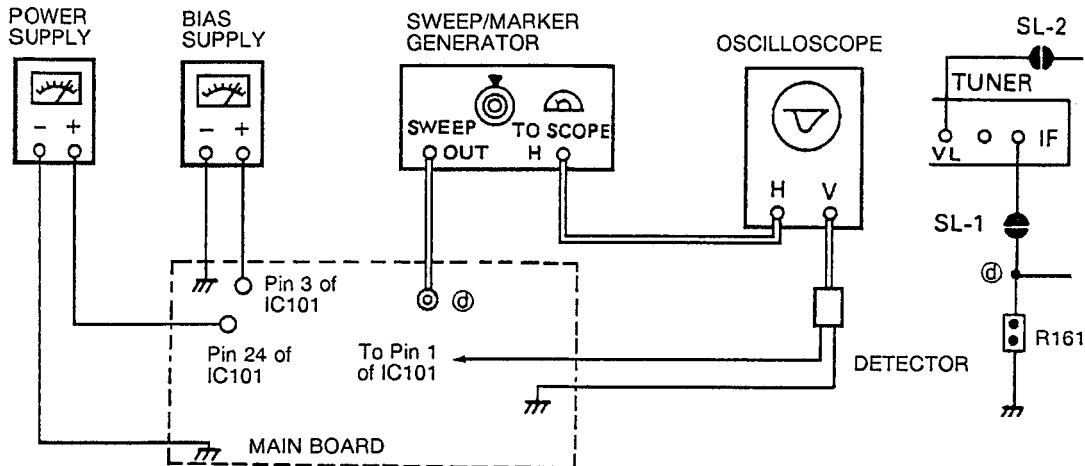 POWER
SUPPLY
− +
BIAS
SUPPLY
− +
SWEEP/MARKER
GENERATOR
SWEEP
OUT
TO SCOPE
H
OSCILLOSCOPE
H V
SL-2
TUNER
VL
IF
SL-1
ⓓ
R161
Pin 3 of
IC101
ⓓ
Pin 24 of
IC101
To Pin 1
of IC101
DETECTOR
MAIN BOARD